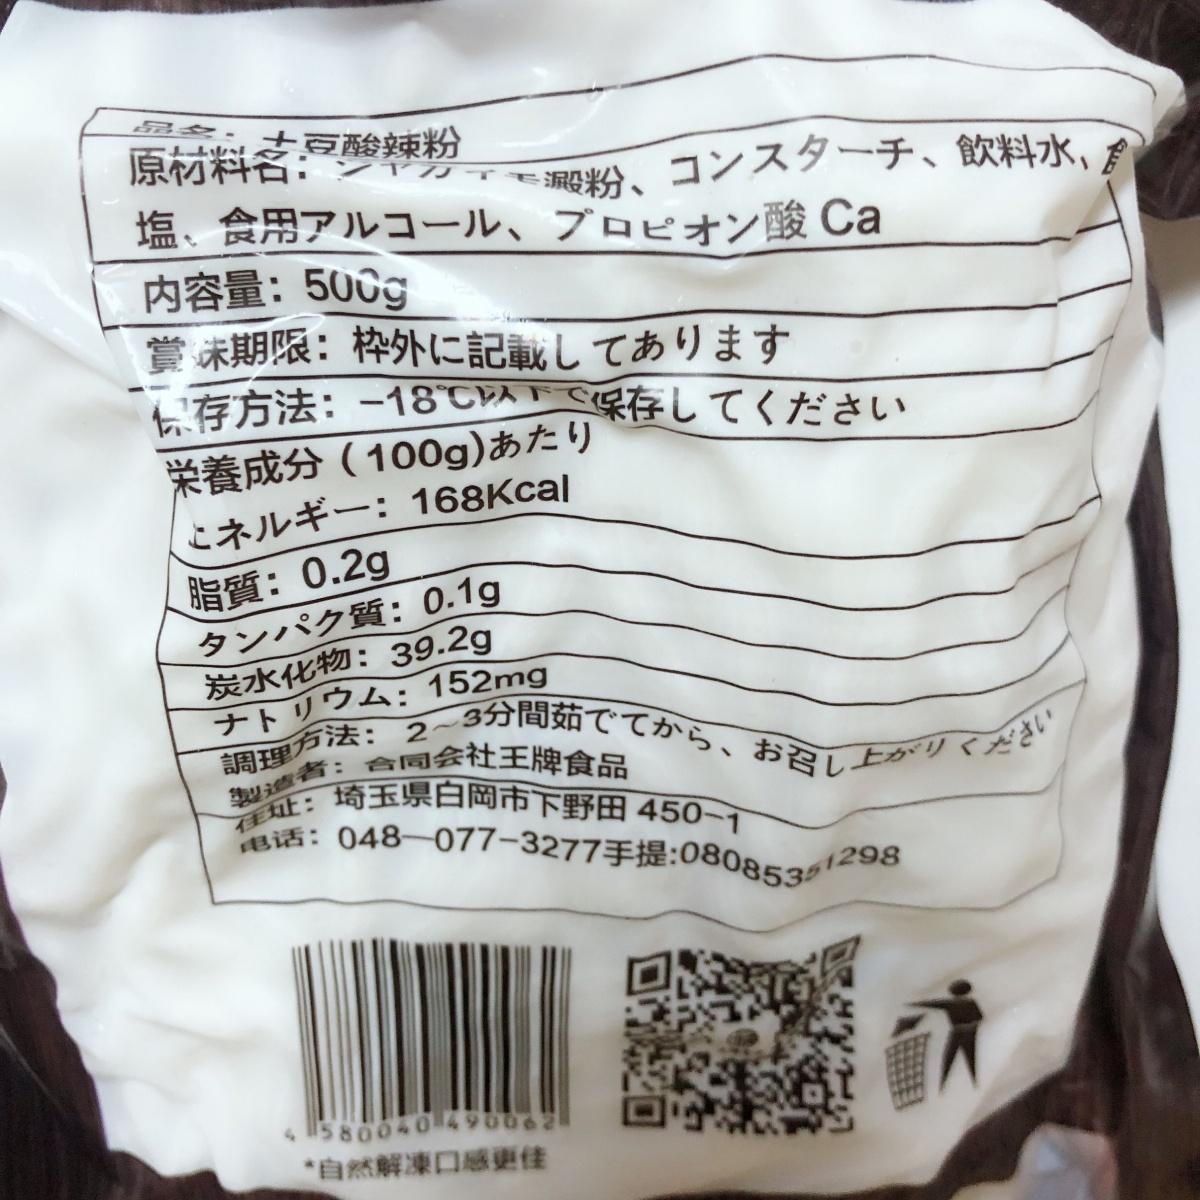 品名：土豆酸辣粉
原材料名：ジャガイモ澱粉、コンスターチ、飲料水、食
塩、食用アルコール、プロピオン酸 Ca
内容量：500g
賞味期限：枠外に記載してあります
保存方法：-18℃以下で保存してください
栄養成分（100g)あたり
エネルギー：168Kcal
脂質：0.2g
タンパク質：0.1g
炭水化物：39.2g
ナトリウム：152mg
調理方法：2～3分間茹でてから、お召し上がりください
製造者：合同会社王牌食品
住址：埼玉県白岡市下野田 450-1
电话：048—077-3277手提:08085351298
4 580040 490062
*自然解凍口感更佳